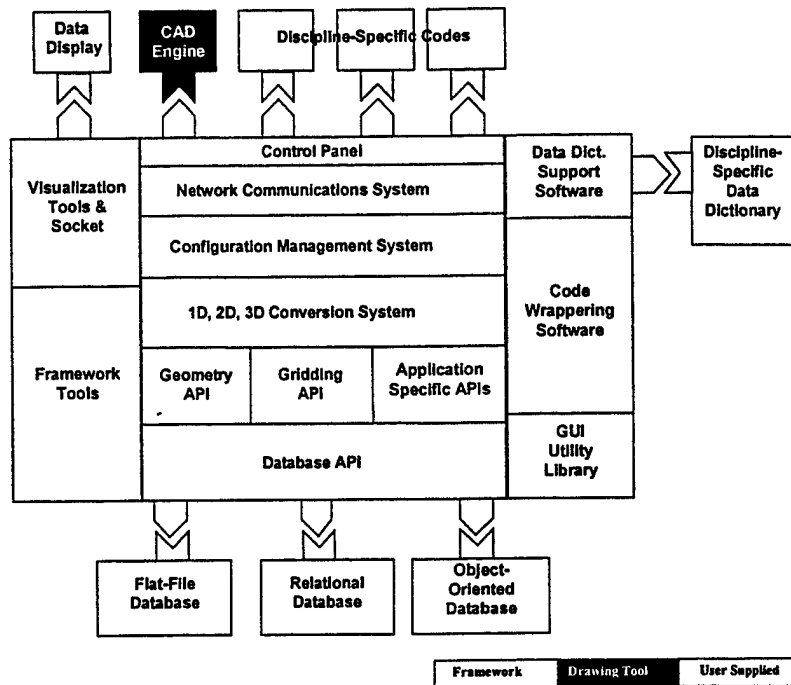 Data
Display
CAD
Engine
Discipline-Specific Codes
Visualization
Tools &
Socket
Framework
Tools
Control Panel
Network Communications System
Configuration Management System
1D, 2D, 3D Conversion System
Geometry
API
Gridding
API
Application
Specific APIs
Database API
Data Dict.
Support
Software
Code
Wrappering
Software
GUI
Utility
Library
Discipline-
Specific
Data
Dictionary
Flat-File
Database
Relational
Database
Object-
Oriented
Database
Framework Drawing Tool User Supplied